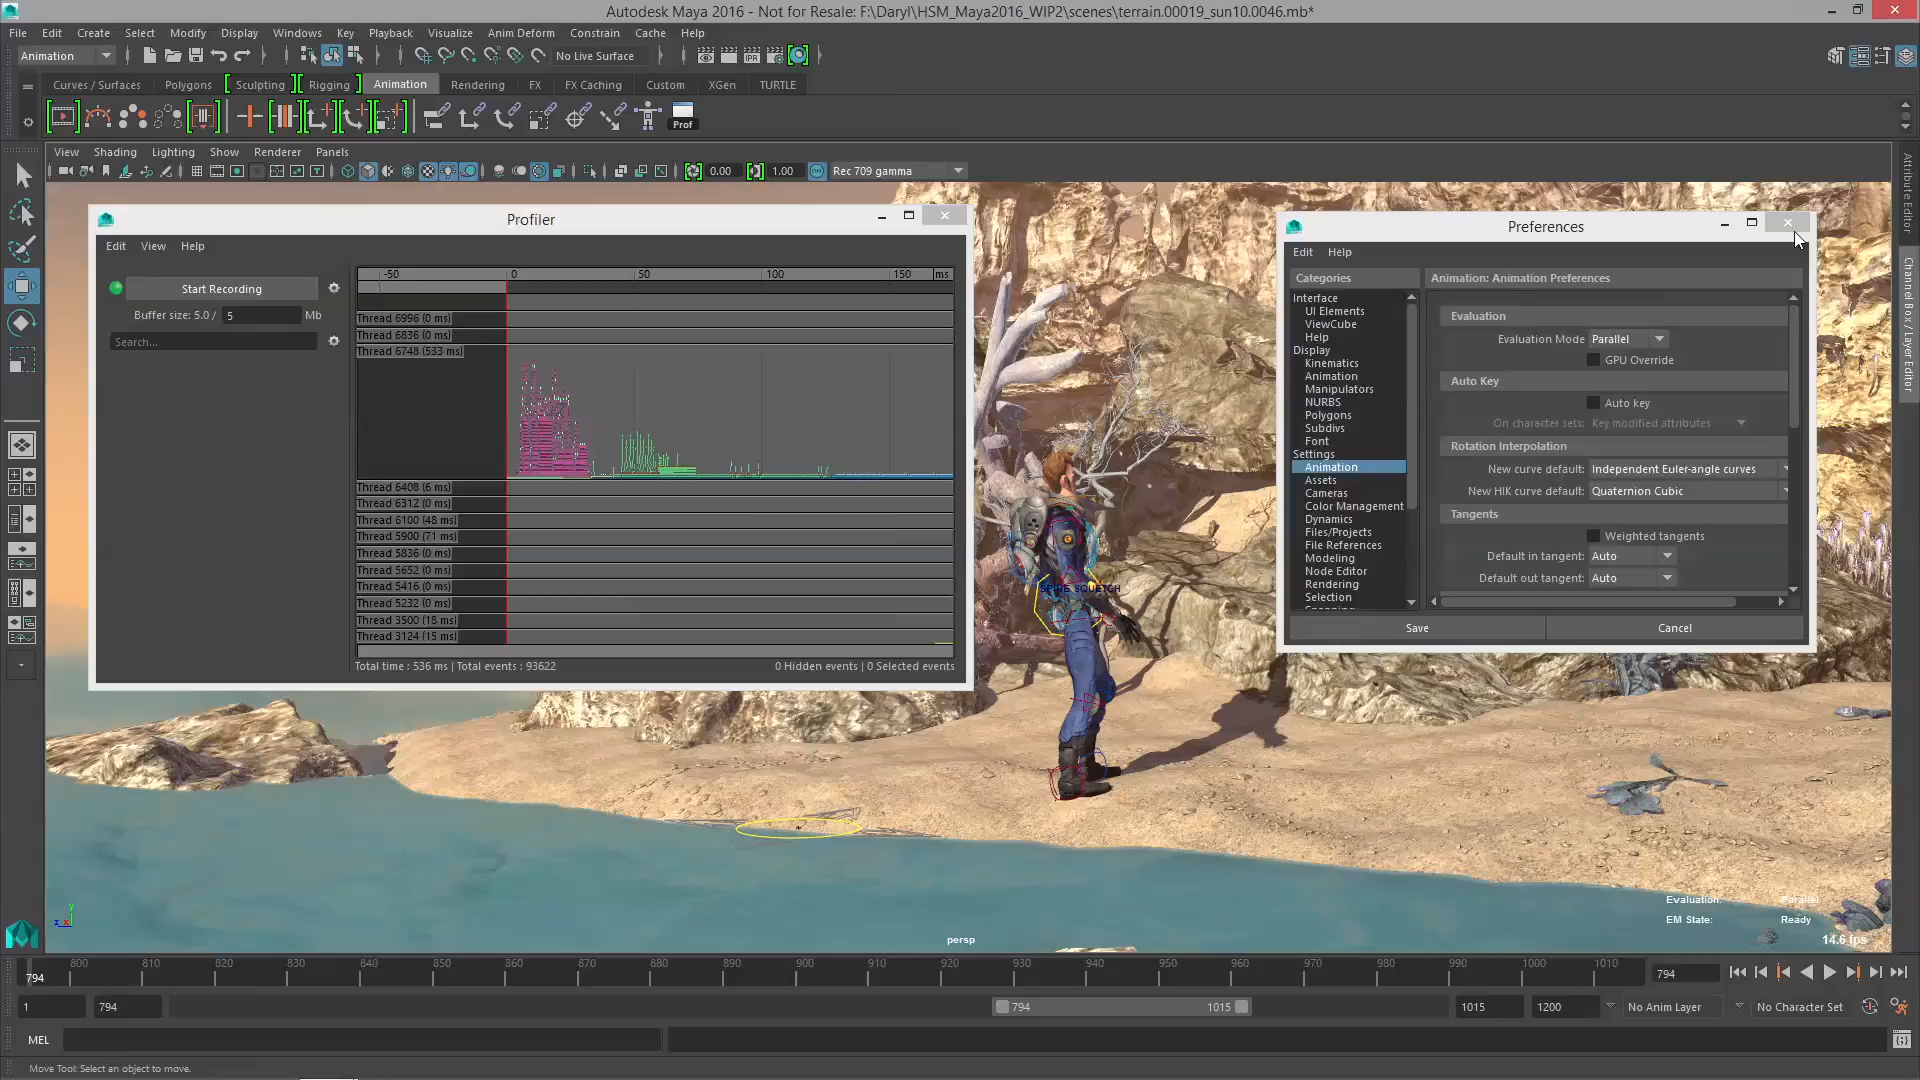 Autodesk Maya 2016 - Not for Resale: F:\Daryl\HSM_Maya2016_WIP2\scenes\terrain.00019_sun10.0046.mb*
File Edit Create Select Modify Display Windows Key Playback Visualize Anim Deform Constrain Cache Help
Animation No Live Surface
Curves / Surfaces Polygons Sculpting Rigging Animation Rendering FX FX Caching Custom XGen TURTLE
Prof
View Shading Lighting Show Renderer Panels
0.00 1.00 ON Rec 709 gamma
Attribute Editor
Channel Box / Layer Editor
Profiler
Edit View Help
Start Recording
Buffer size: 5.0 / 5 Mb
Search...
-50 0 50 100 150 ms
Thread 6996 (0 ms)
Thread 6836 (0 ms)
Thread 6748 (533 ms)
Thread 6408 (6 ms)
Thread 6312 (0 ms)
Thread 6100 (48 ms)
Thread 5900 (71 ms)
Thread 5836 (0 ms)
Thread 5652 (0 ms)
Thread 5416 (0 ms)
Thread 5232 (0 ms)
Thread 3500 (18 ms)
Thread 3124 (15 ms)
Total time : 536 ms | Total events : 93622 0 Hidden events | 0 Selected events
Preferences
Edit Help
Categories
Interface
UI Elements
ViewCube
Help
Display
Kinematics
Animation
Manipulators
NURBS
Polygons
Subdivs
Font
Settings
Animation
Assets
Cameras
Color Management
Dynamics
Files/Projects
File References
Modeling
Node Editor
Rendering
Selection
Animation: Animation Preferences
Evaluation
Evaluation Mode Parallel
GPU Override
Auto Key
Auto key
On character sets: Key modified attributes
Rotation Interpolation
New curve default: Independent Euler-angle curves
New HIK curve default: Quaternion Cubic
Tangents
Weighted tangents
Default in tangent: Auto
Default out tangent: Auto
Save Cancel
Evaluation: Parallel
EM State: Ready
14.6 fps
y
z x
persp
800 810 820 830 840 850 860 870 880 890 900 910 920 930 940 950 960 970 980 990 1000 1010
794
794
1 794 794 1015 1015 1200 No Anim Layer No Character Set
MEL
Move Tool: Select an object to move.